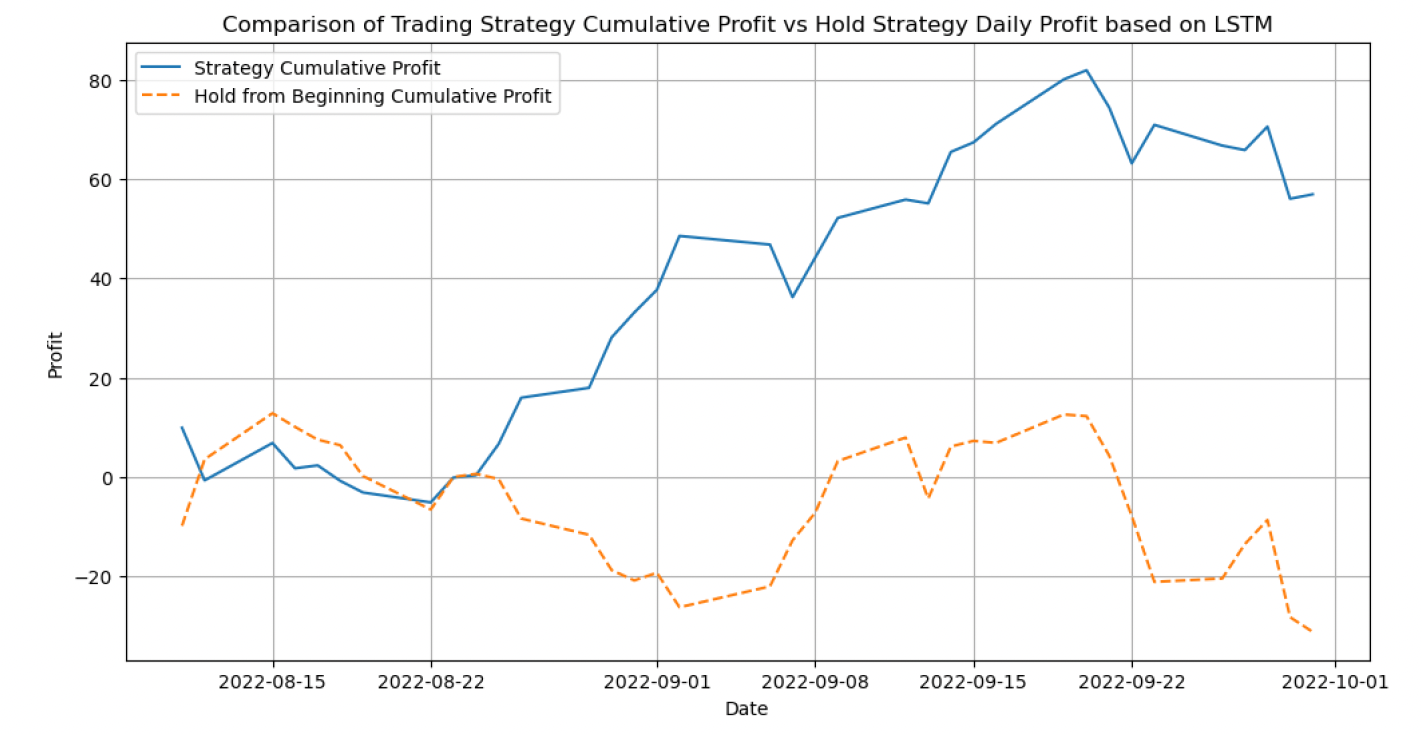 Comparison of Trading Strategy Cumulative Profit vs Hold Strategy Daily Profit based on LSTM
Strategy Cumulative Profit
Hold from Beginning Cumulative Profit
80
60
40
20
0
−20
Profit
2022-08-15
2022-08-22
2022-09-01
2022-09-08
2022-09-15
2022-09-22
2022-10-01
Date